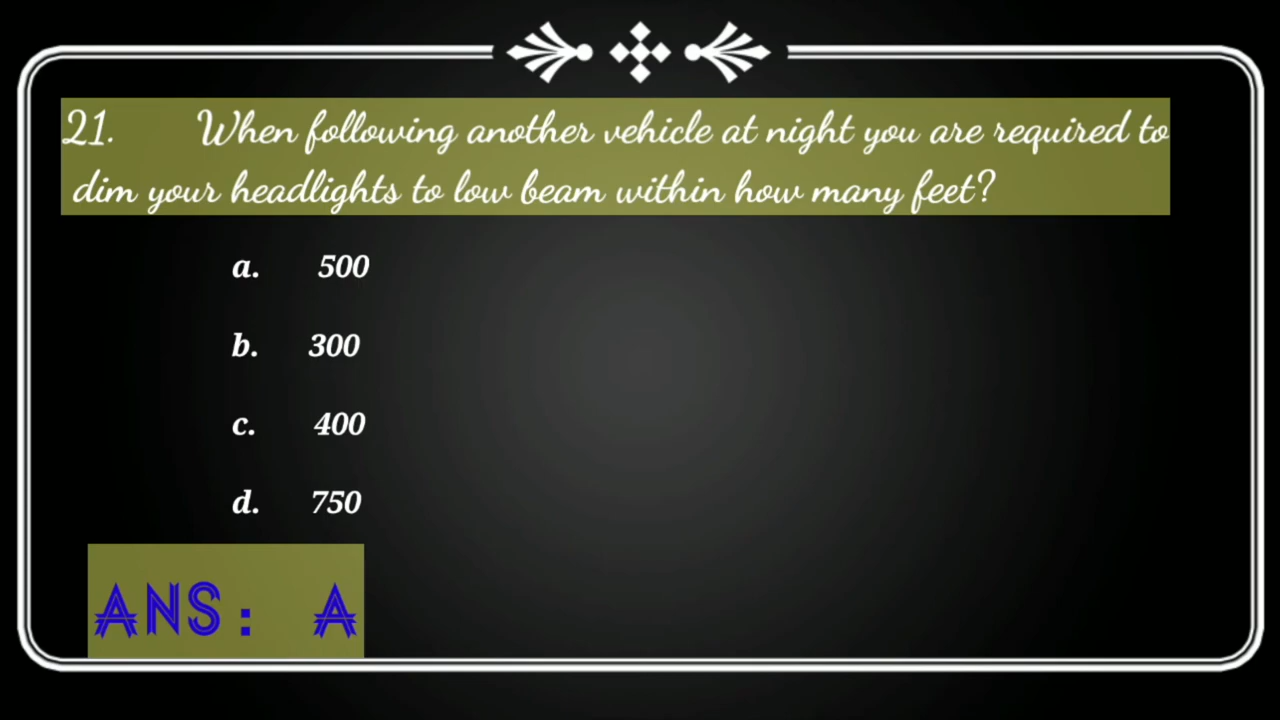 21. When following another vehicle at night you are required to
dim your headlights to low beam within how many feet?
a. 500
b. 300
c. 400
d. 750
ANS : A